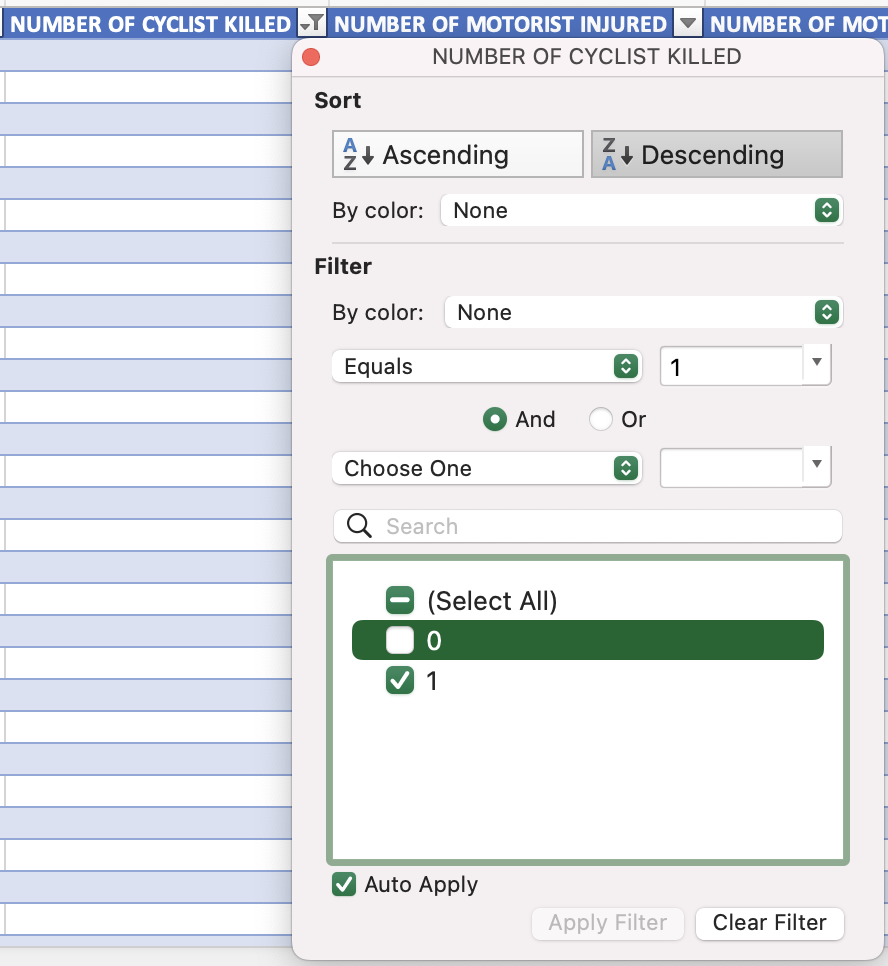 NUMBER OF CYCLIST KILLED NUMBER OF MOTORIST INJURED NUMBER OF MOT
NUMBER OF CYCLIST KILLED
Sort
A Z Ascending Z A Descending
By color: None
Filter
By color: None
Equals 1
And Or
Choose One
Search
(Select All)
0
1
Auto Apply
Apply Filter Clear Filter